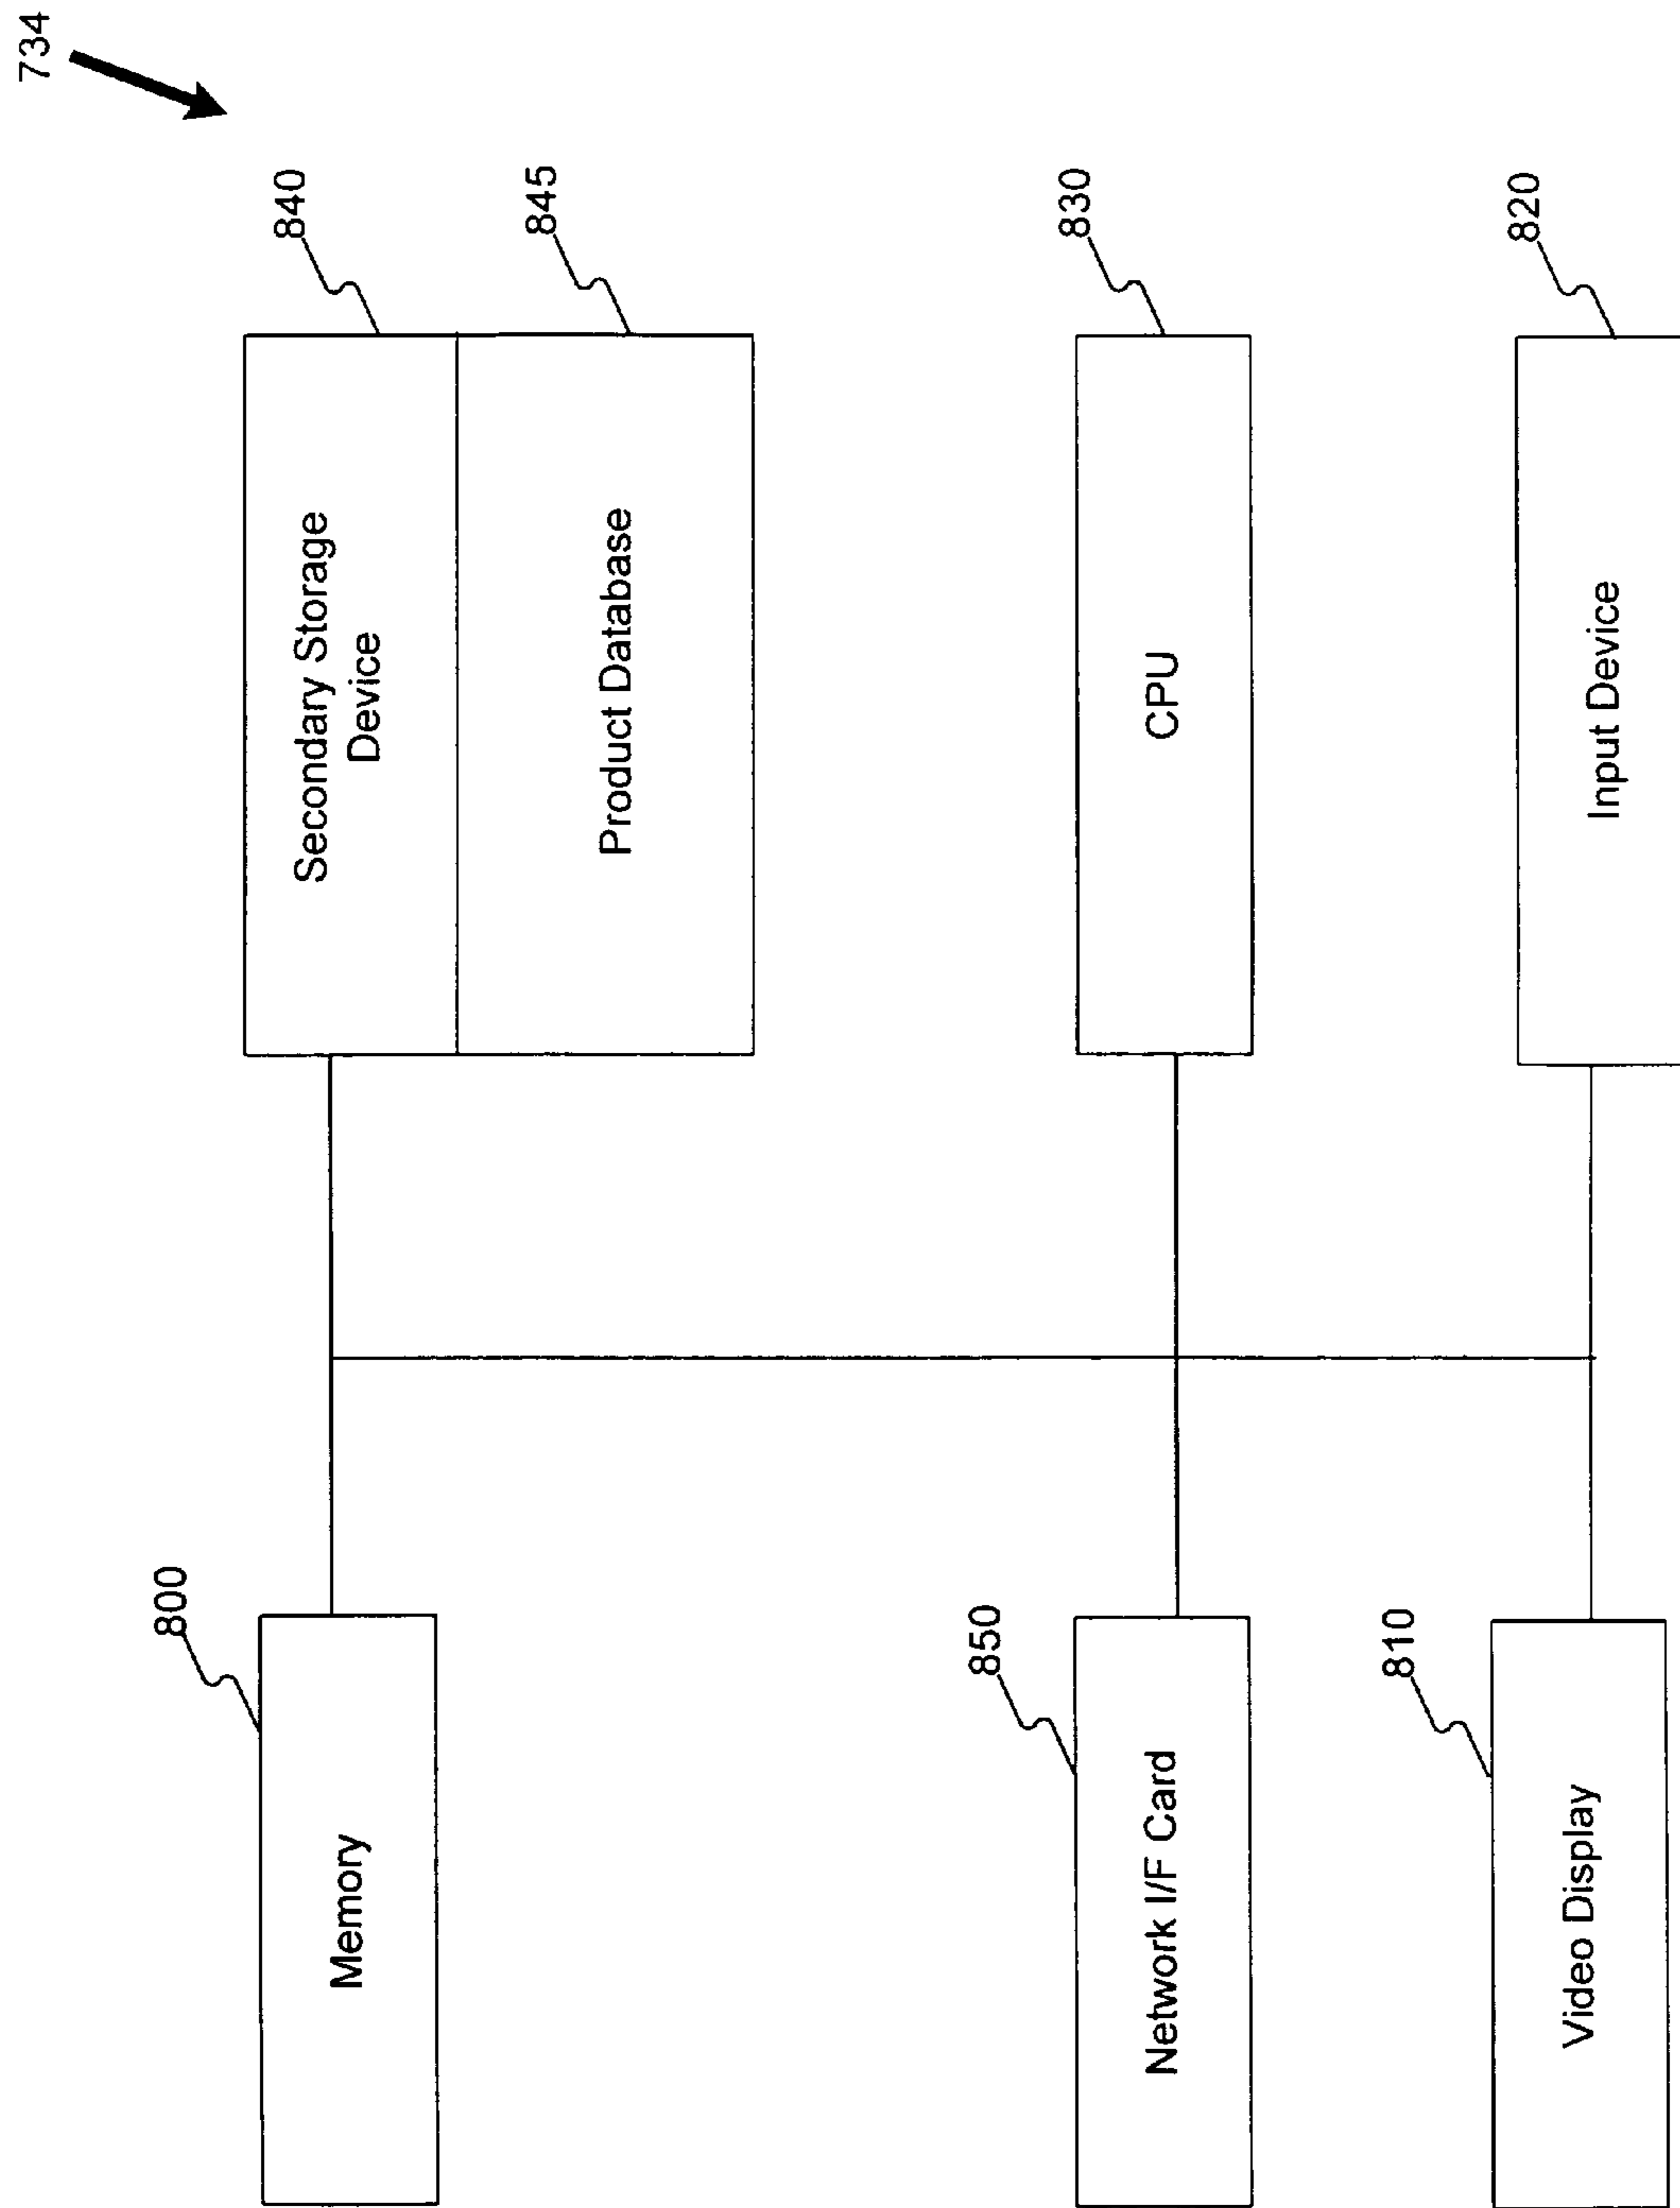 734
840
Secondary Storage
Device
845
Product Database
830
CPU
820
Input Device
800
Memory
850
Network I/F Card
810
Video Display